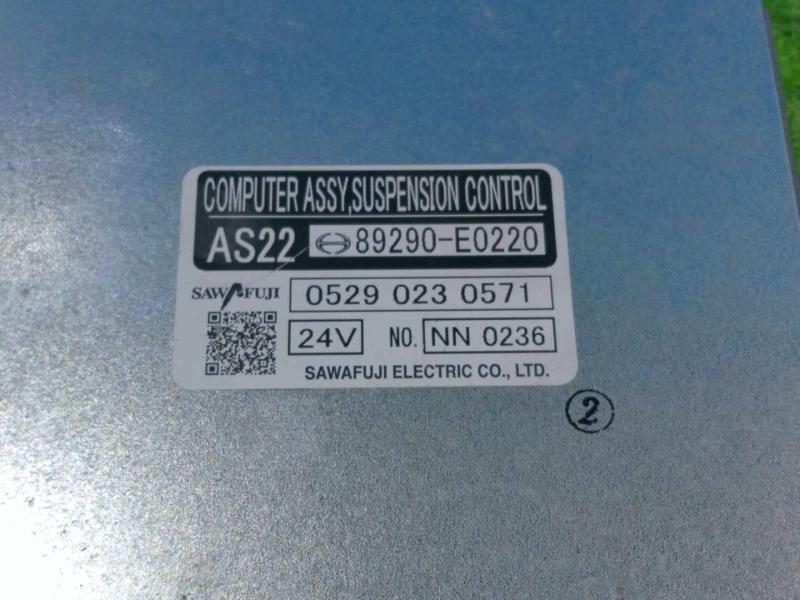 COMPUTER ASSY,SUSPENSION CONTROL
AS22 89290-E0220
SAWAFUJI 0529 023 0571
24V NO. NN 0236
SAWAFUJI ELECTRIC CO., LTD.
2